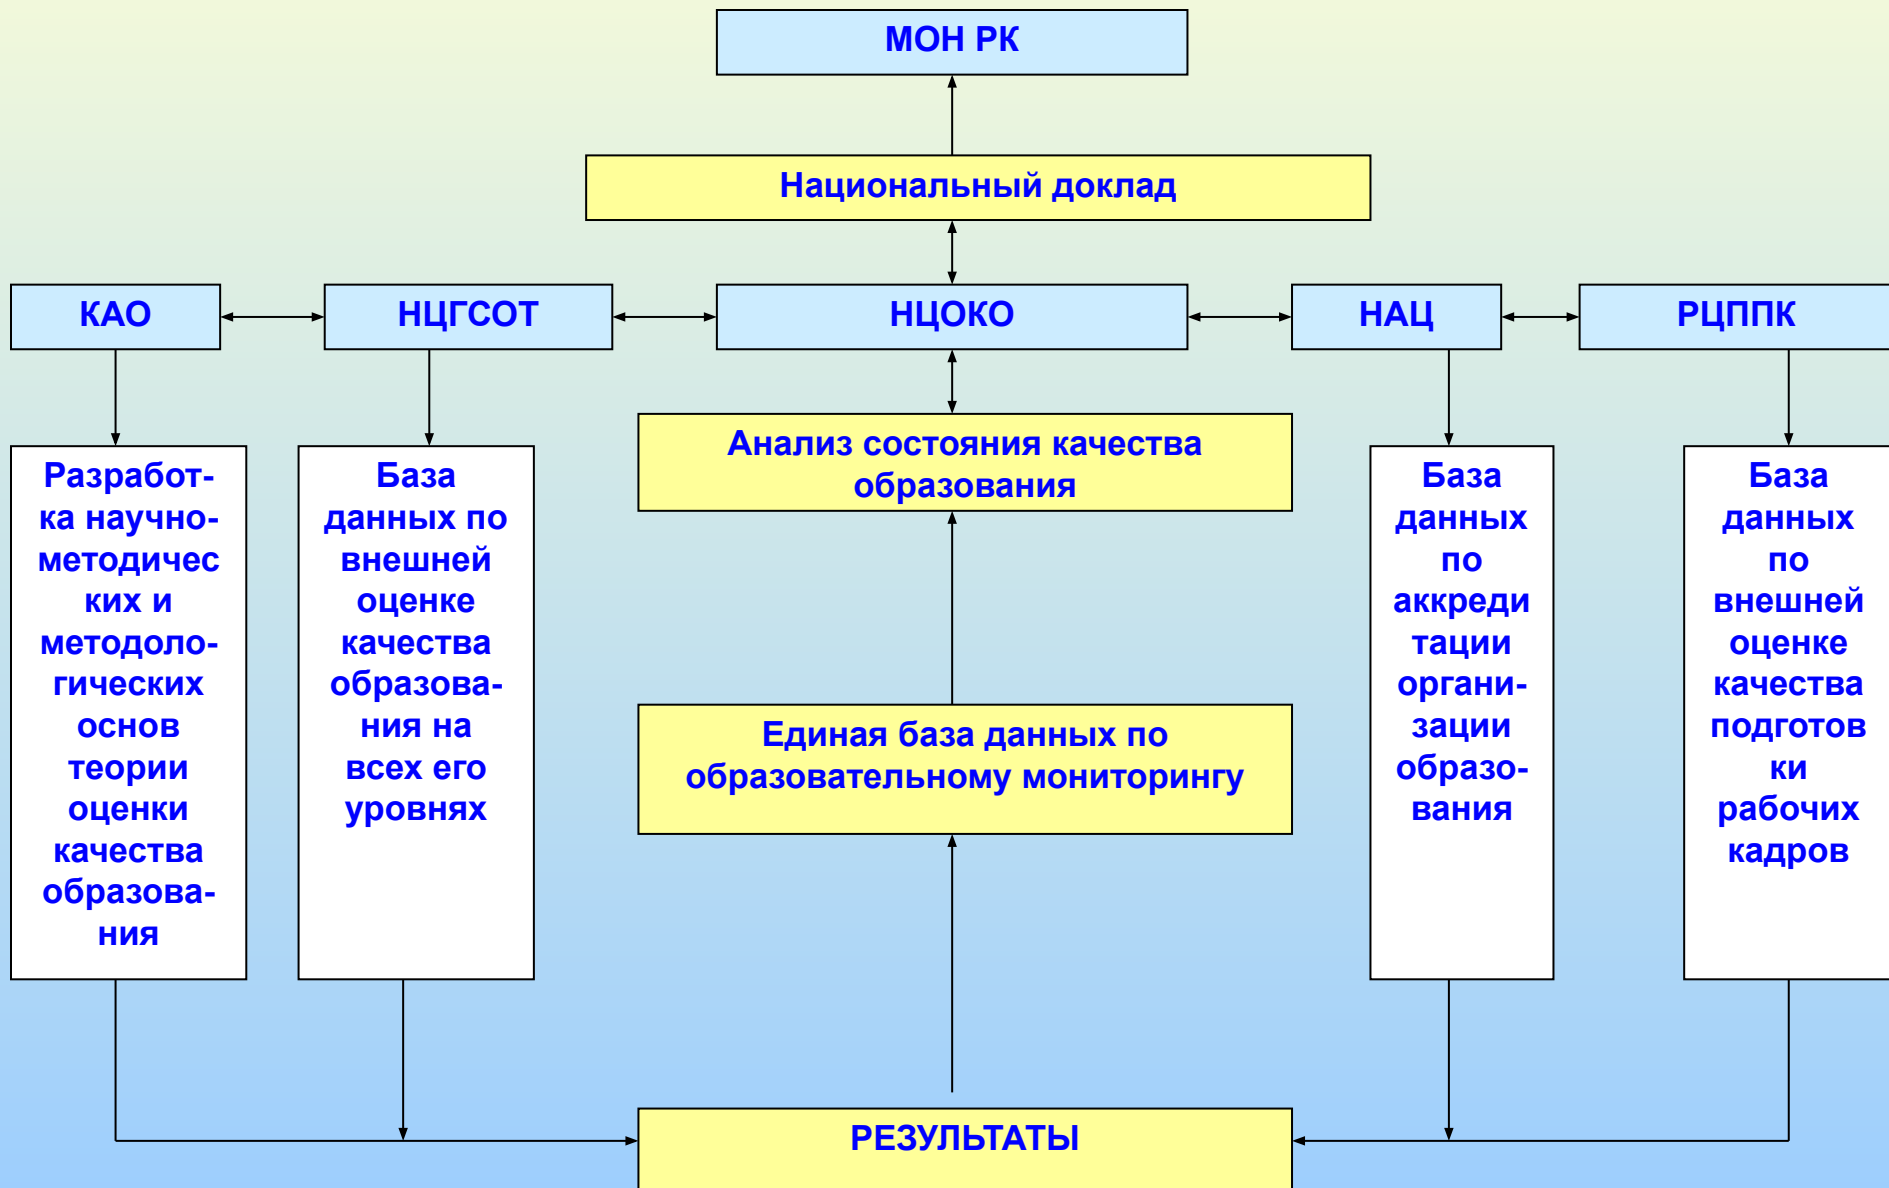 МОН РК
Национальный доклад
КАО
НЦГСОТ
НЦОКО
НАЦ
РЦППК
Разработ-
ка научно-
методичес
ких и
методоло-
гических
основ
теории
оценки
качества
образова-
ния
База
данных по
внешней
оценке
качества
образова-
ния на
всех его
уровнях
Анализ состояния качества
образования
Единая база данных по
образовательному мониторингу
База
данных
по
аккреди
тации
органи-
зации
образо-
вания
База
данных
по
внешней
оценке
качества
подготов
ки
рабочих
кадров
РЕЗУЛЬТАТЫ